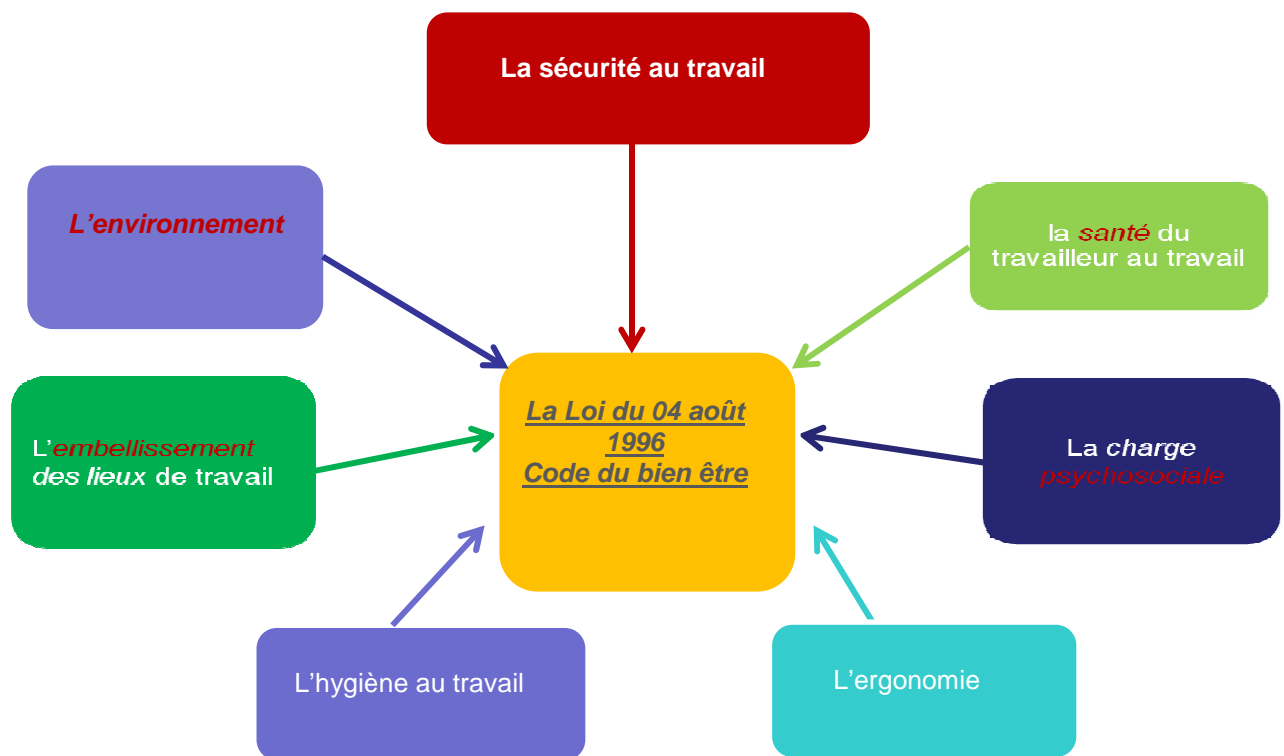 La sécurité au travail
L'environnement
la santé du
travailleur au travail
La Loi du 04 août
1996
Code du bien être
L'embellissement
des lieux de travail
La charge
psychosociale
L'hygiène au travail
L'ergonomie